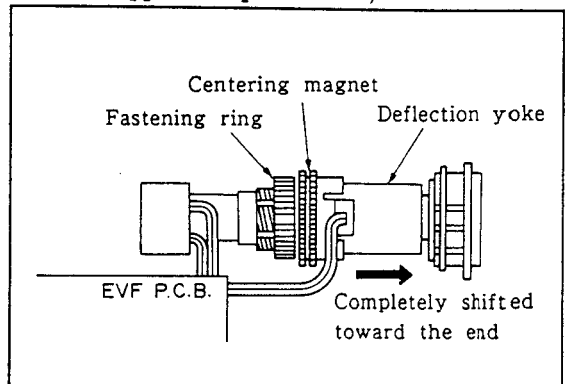 Centering magnet
Fastening ring
Deflection yoke
EVF P.C.B.
Completely shifted
toward the end